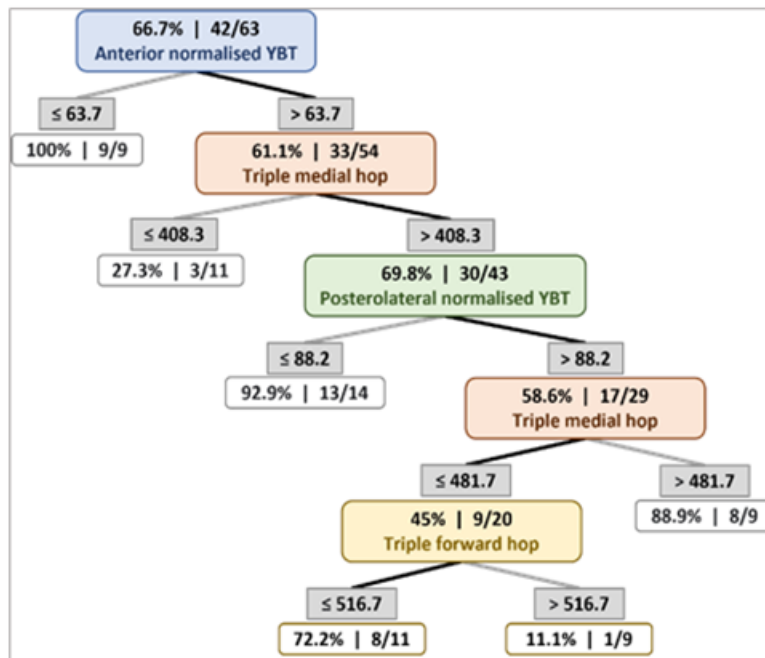 66.7% | 42/63
Anterior normalised YBT
≤ 63.7
> 63.7
100% | 9/9
61.1% | 33/54
Triple medial hop
≤ 408.3
> 408.3
27.3% | 3/11
69.8% | 30/43
Posterolateral normalised YBT
≤ 88.2
> 88.2
92.9% | 13/14
58.6% | 17/29
Triple medial hop
≤ 481.7
> 481.7
45% | 9/20
Triple forward hop
88.9% | 8/9
≤ 516.7
> 516.7
72.2% | 8/11
11.1% | 1/9